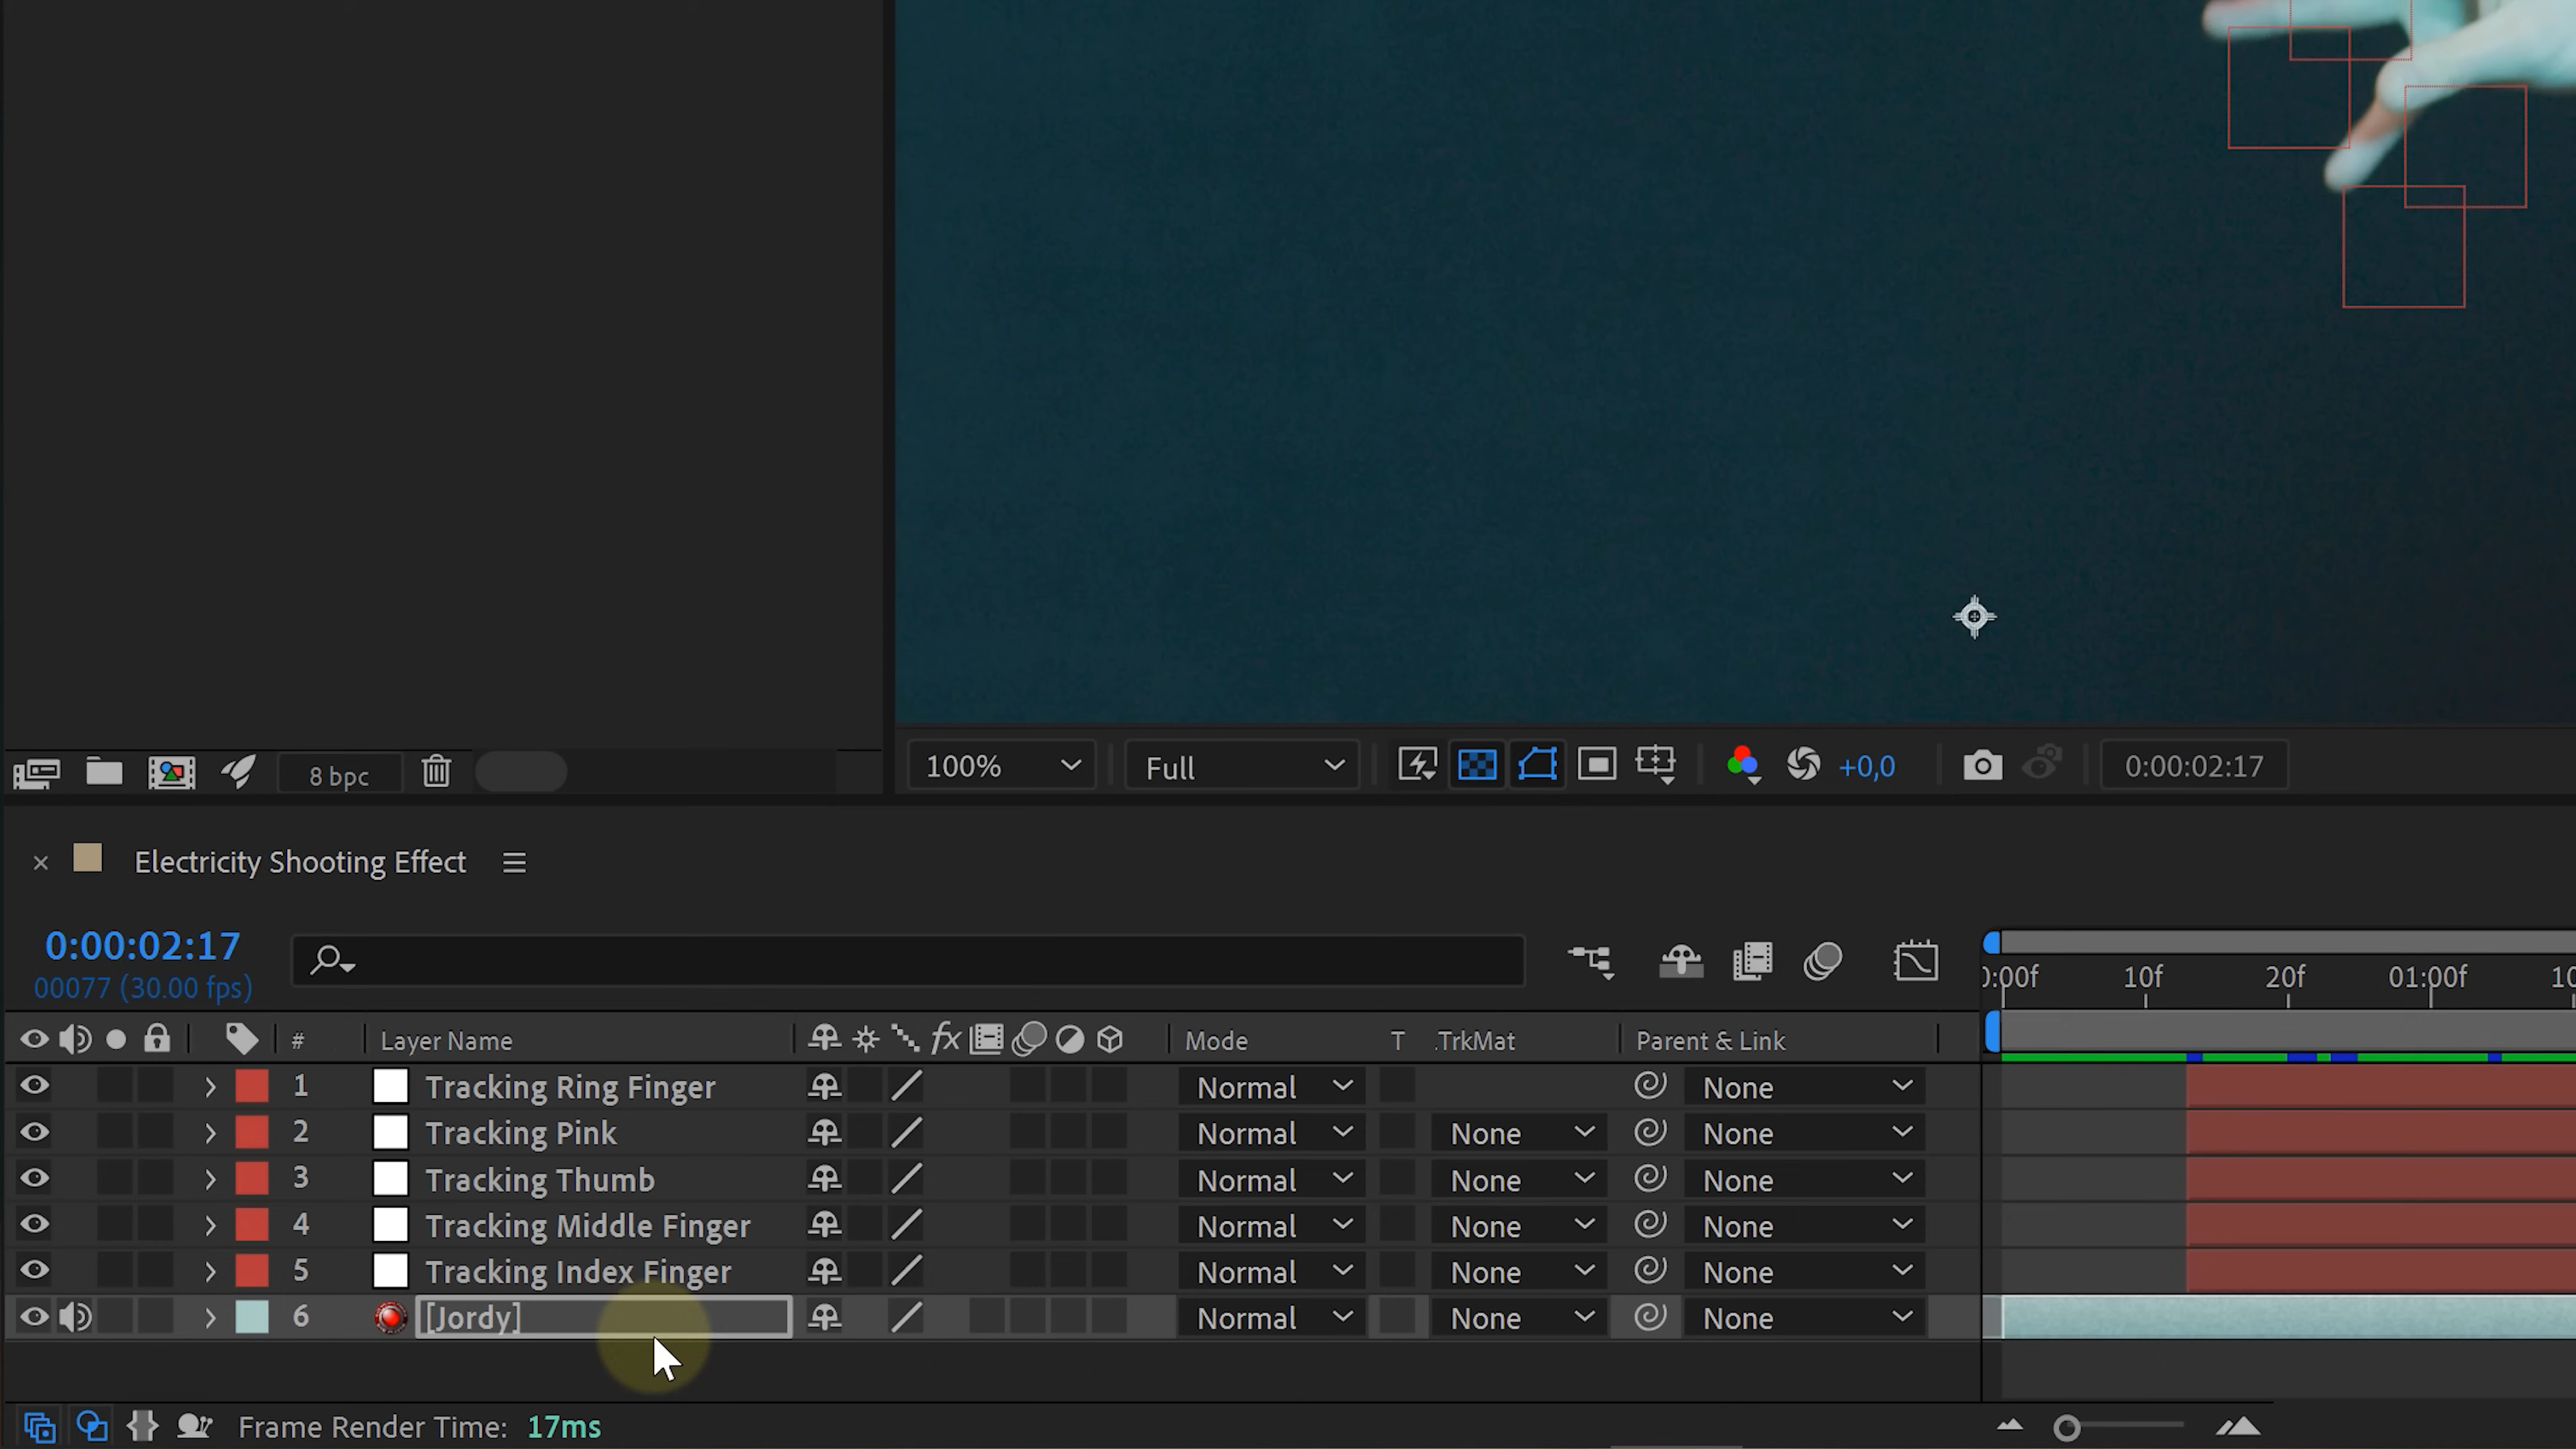 8 bpc
100% Full +0,0 0:00:02:17
× Electricity Shooting Effect
0:00:02:17
00077 (30.00 fps)
0:00f 10f 20f 01:00f 10
# Layer Name fx Mode T .TrkMat Parent & Link
1 Tracking Ring Finger Normal None
2 Tracking Pink Normal None None
3 Tracking Thumb Normal None None
4 Tracking Middle Finger Normal None None
5 Tracking Index Finger Normal None None
6 [Jordy] Normal None None
Frame Render Time: 17ms